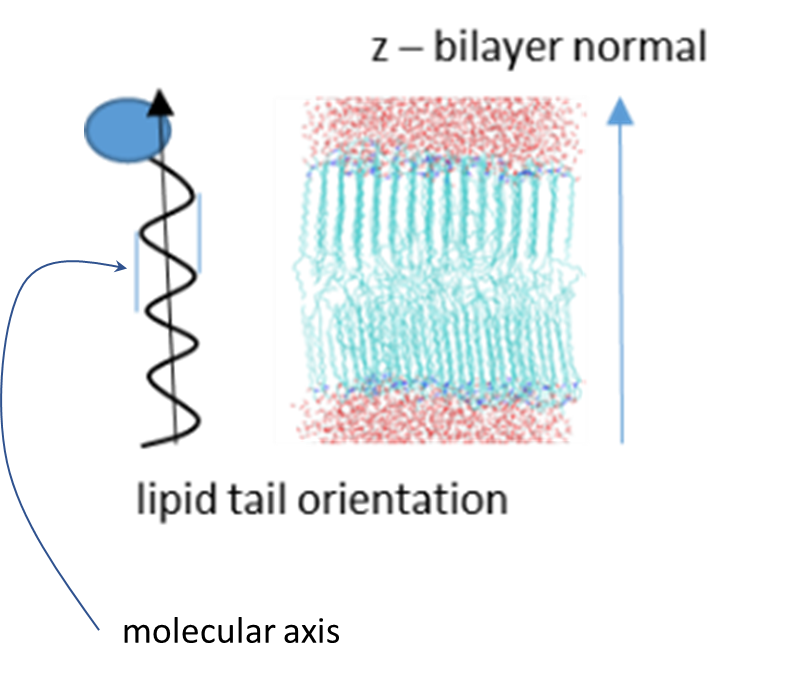 z – bilayer normal
lipid tail orientation
molecular axis